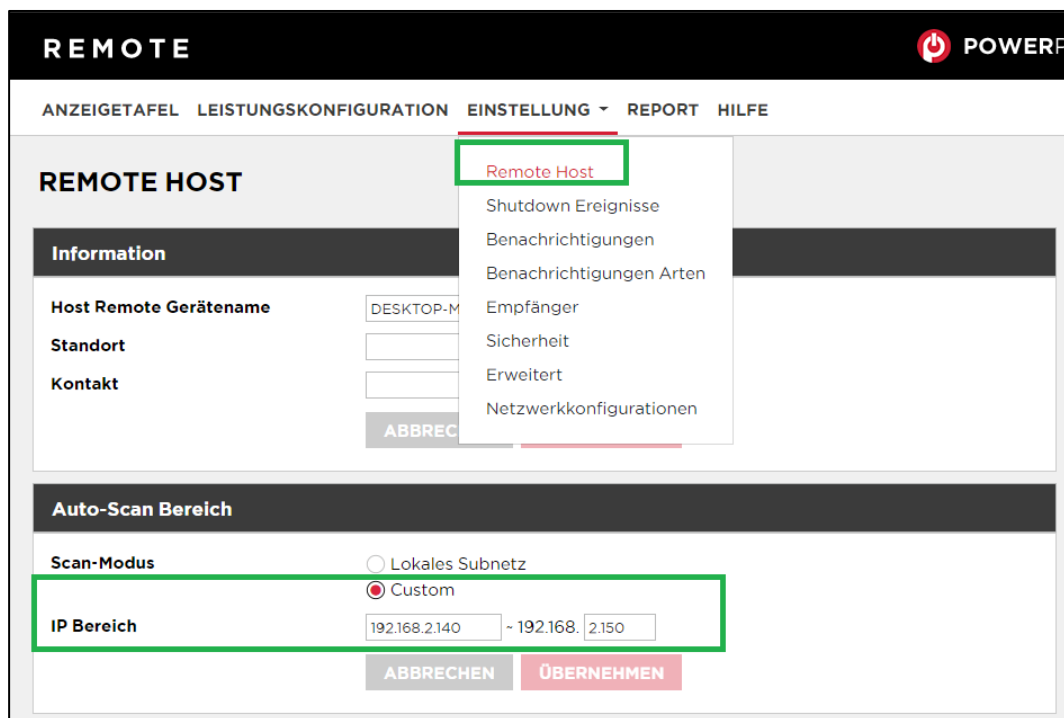 REMOTE
POWERP
ANZEIGETAFEL LEISTUNGSKONFIGURATION EINSTELLUNG REPORT HILFE
REMOTE HOST
Remote Host
Shutdown Ereignisse
Benachrichtigungen
Benachrichtigungen Arten
Empfänger
Sicherheit
Erweitert
Netzwerkkonfigurationen
Information
Host Remote Gerätename DESKTOP-M
Standort
Kontakt
ABBREC
Auto-Scan Bereich
Scan-Modus Lokales Subnetz
Custom
IP Bereich 192.168.2.140 ~ 192.168. 2.150
ABBRECHEN ÜBERNEHMEN